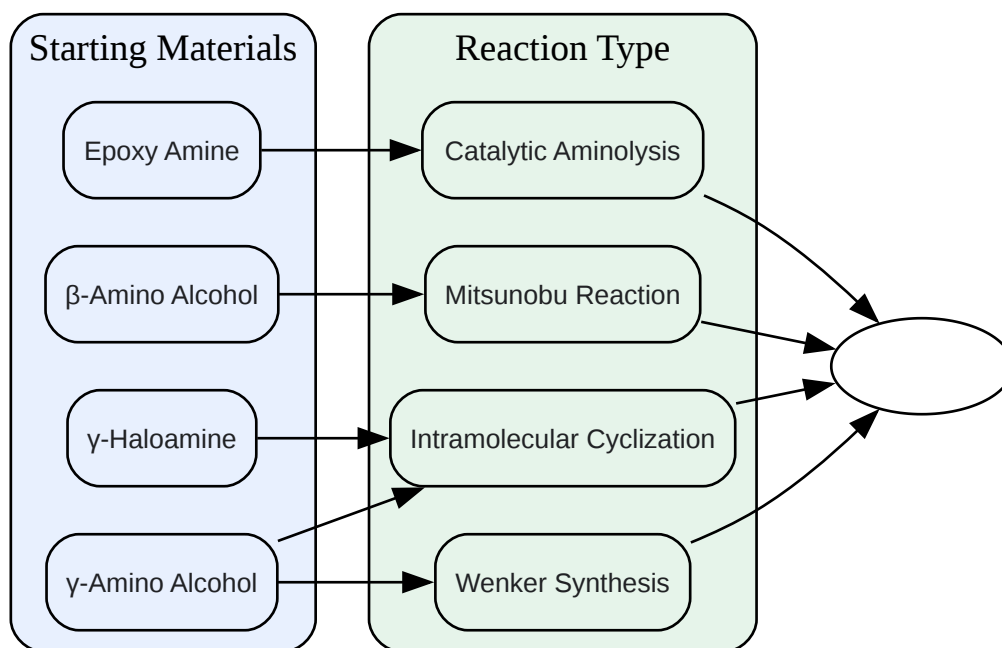 Starting Materials
Reaction Type
Epoxy Amine
Catalytic Aminolysis
β-Amino Alcohol
Mitsunobu Reaction
γ-Haloamine
Intramolecular Cyclization
γ-Amino Alcohol
Wenker Synthesis